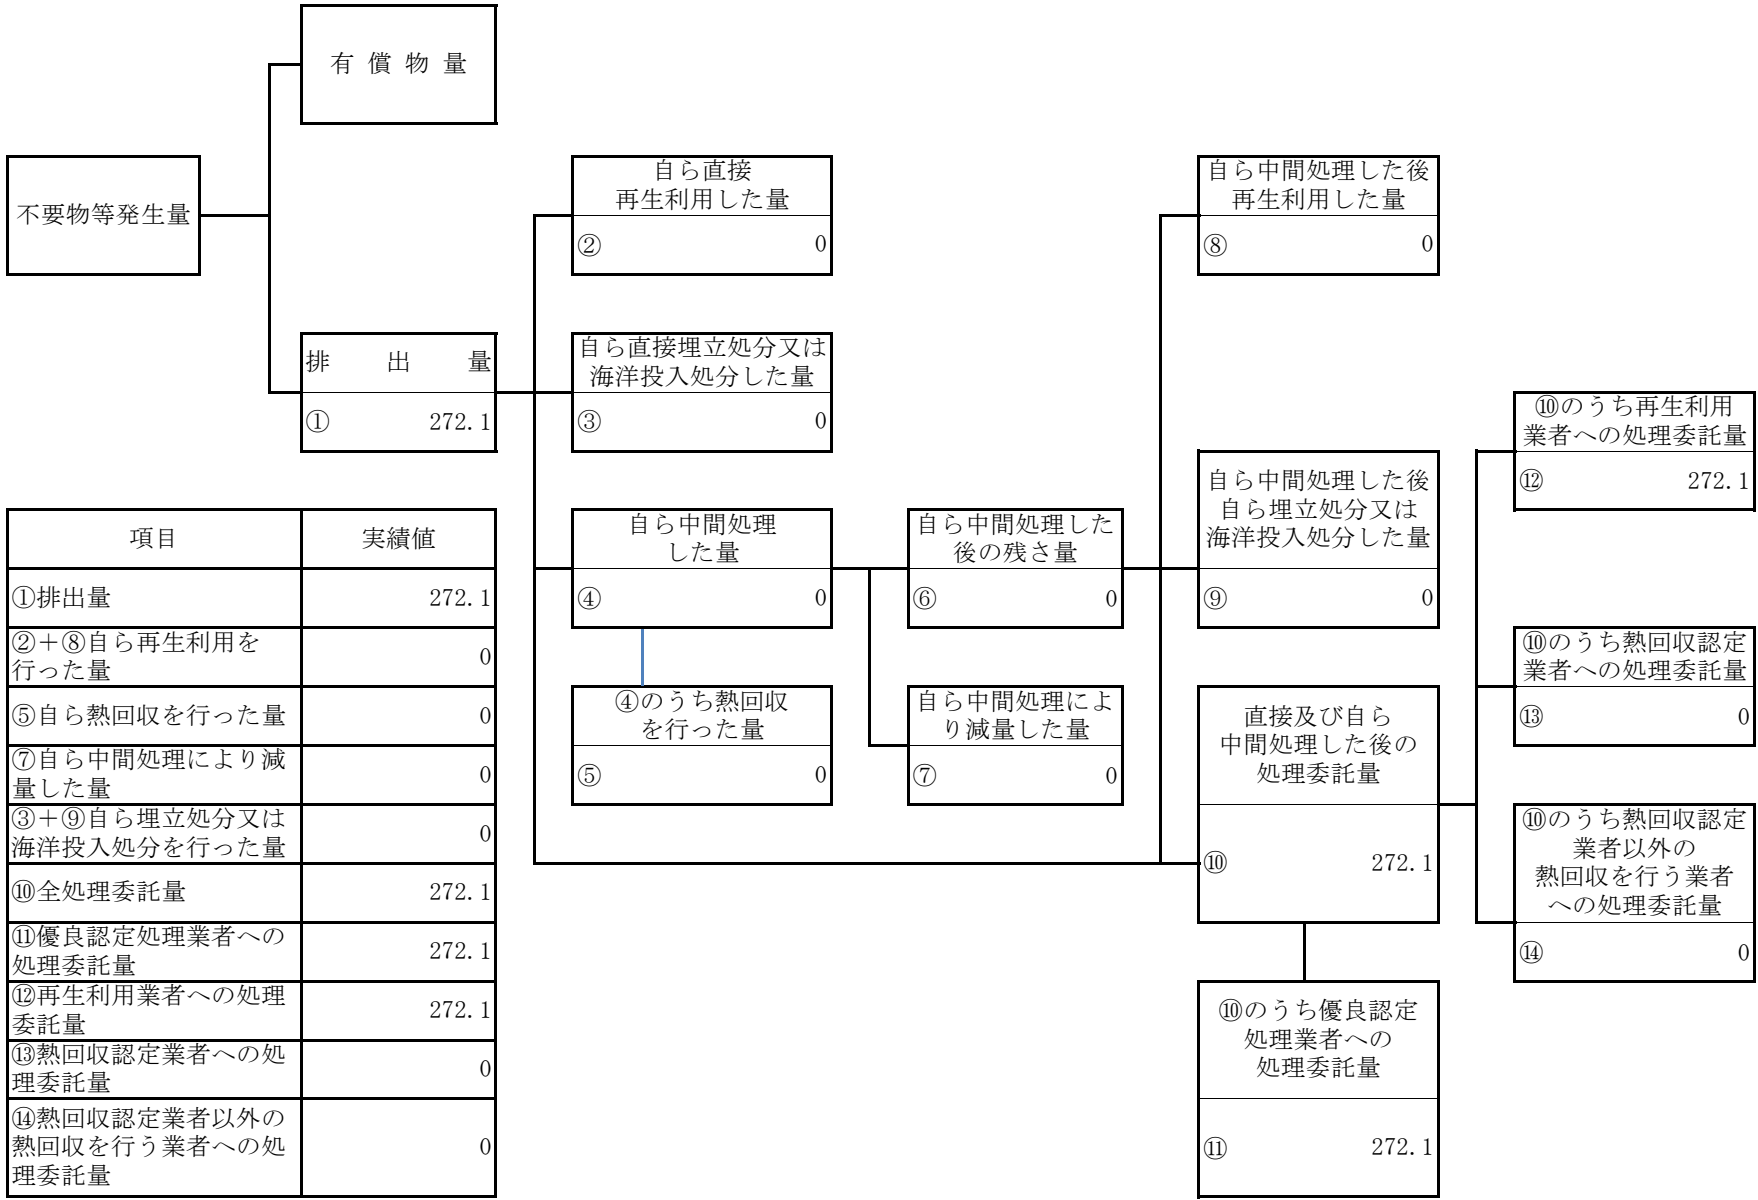 有 償 物 量
不要物等発生量
自ら直接
再生利用した量
② 0
自ら中間処理した後
再生利用した量
⑧ 0
排 出 量
① 272.1
自ら直接埋立処分又は
海洋投入処分した量
③ 0
⑩のうち再生利用
業者への処理委託量
⑫ 272.1
自ら中間処理した後
自ら埋立処分又は
海洋投入処分した量
⑨ 0
自ら中間処理
した量
④ 0
自ら中間処理した
後の残さ量
⑥ 0
⑩のうち熱回収認定
業者への処理委託量
⑬ 0
④のうち熱回収
を行った量
⑤ 0
自ら中間処理によ
り減量した量
⑦ 0
直接及び自ら
中間処理した後の
処理委託量
⑩ 272.1
⑩のうち熱回収認定
業者以外の
熱回収を行う業者
への処理委託量
⑭ 0
⑩のうち優良認定
処理業者への
処理委託量
⑪ 272.1
項目 実績値
①排出量 272.1
②＋⑧自ら再生利用を
行った量 0
⑤自ら熱回収を行った量 0
⑦自ら中間処理により減
量した量 0
③＋⑨自ら埋立処分又は
海洋投入処分を行った量 0
⑩全処理委託量 272.1
⑪優良認定処理業者への
処理委託量 272.1
⑫再生利用業者への処理
委託量 272.1
⑬熱回収認定業者への処
理委託量 0
⑭熱回収認定業者以外の
熱回収を行う業者への処
理委託量 0